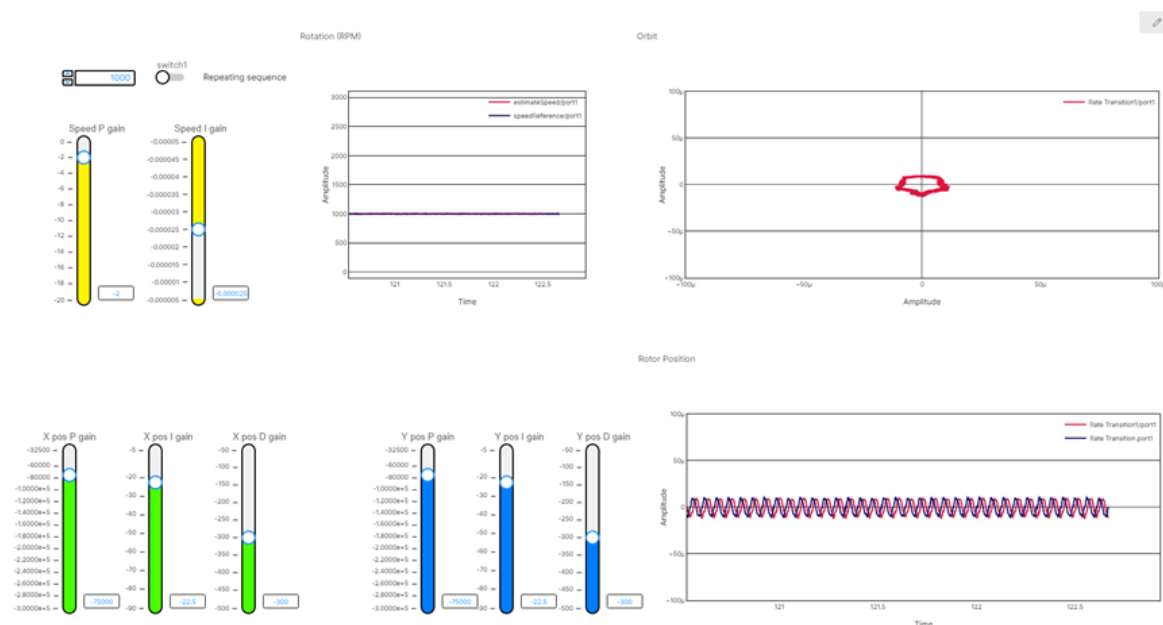 Rotation (RPM)
Orbit
switch1
1000
Repeating sequence
Speed P gain
0
-2
-4
-6
-8
-10
-12
-14
-16
-18
-20
-2
Speed I gain
-0.00005
-0.000045
-0.00004
-0.000035
-0.00003
-0.000025
-0.00002
-0.000015
-0.00001
-0.000005
-0.000025
3000
2500
2000
1500
1000
500
0
Amplitude
estimateSpeed/port1
speedReference/port1
121
121.5
122
122.5
Time
100µ
50µ
0
-50µ
-100µ
Rate Transition1/port1
-100µ
-50µ
0
50µ
100µ
Amplitude
Rotor Position
X pos P gain
-32500
-60000
-80000
-1.0000e+5
-1.2000e+5
-1.4000e+5
-1.6000e+5
-1.8000e+5
-2.0000e+5
-2.2000e+5
-2.4000e+5
-2.6000e+5
-2.8000e+5
-3.0000e+5
-75000
X pos I gain
-5
-20
-30
-40
-50
-60
-70
-80
-90
-22.5
X pos D gain
-50
-100
-150
-200
-250
-300
-350
-400
-450
-500
-300
Y pos P gain
-32500
-60000
-80000
-1.0000e+5
-1.2000e+5
-1.4000e+5
-1.6000e+5
-1.8000e+5
-2.0000e+5
-2.2000e+5
-2.4000e+5
-2.6000e+5
-2.8000e+5
-3.0000e+5
-75000
Y pos I gain
-5
-20
-30
-40
-50
-60
-70
-80
-90
-22.5
Y pos D gain
-50
-100
-150
-200
-250
-300
-350
-400
-450
-500
-300
100µ
50µ
0
-50µ
-100µ
Amplitude
Rate Transition1/port1
Rate Transition.port1
121
121.5
122
122.5
Time